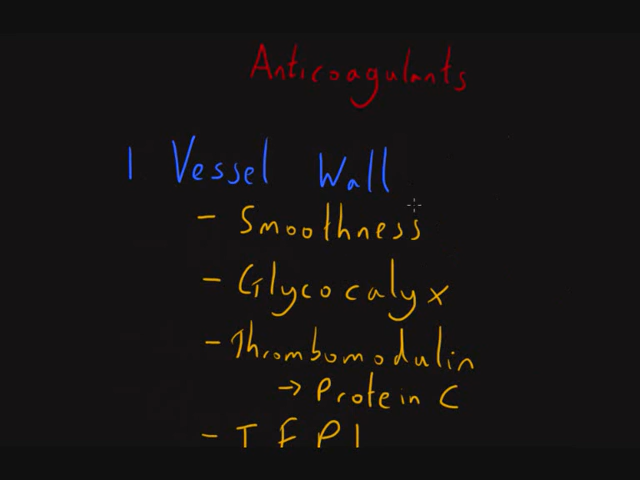 Anticoagulants
1 Vessel Wall
- Smoothness
- Glycocalyx
- Thrombomodulin
→ Protein C
- TFPI